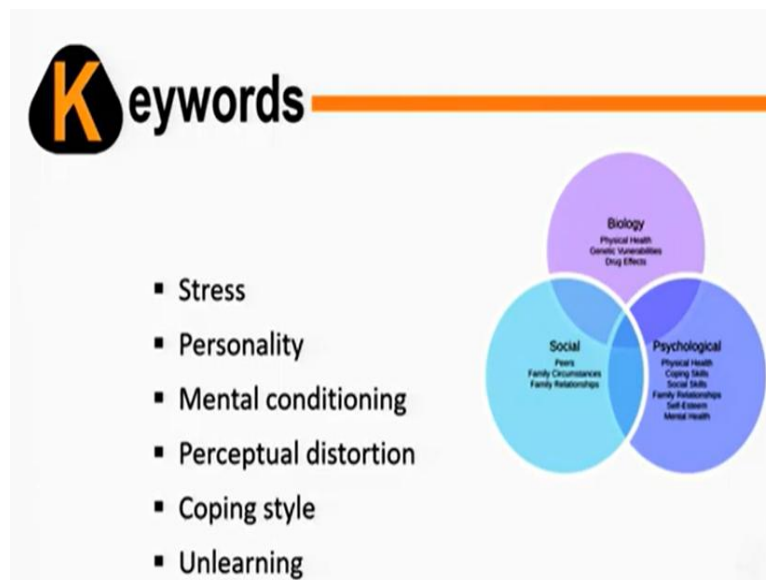 Keywords
Stress
Personality
Mental conditioning
Perceptual distortion
Coping style
Unlearning
Biology
Physical Health
Genetic Vunerabilities
Drug Effects
Social
Peers
Family Circumstances
Family Relationships
Psychological
Physical Health
Coping Skills
Social Skills
Family Relationships
Self-Esteem
Mental Health